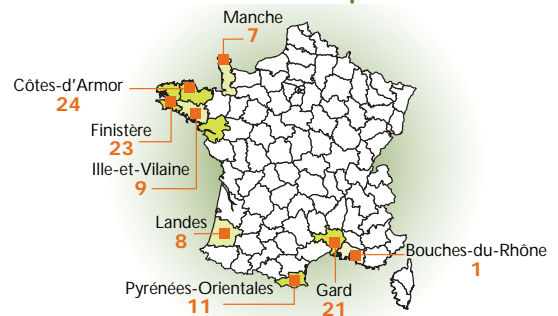 Manche
7
Côtes-d'Armor
24
Finistère
23
Ille-et-Vilaine
9
Landes
8
Bouches-du-Rhône
1
Pyrénées-Orientales
11
Gard
21